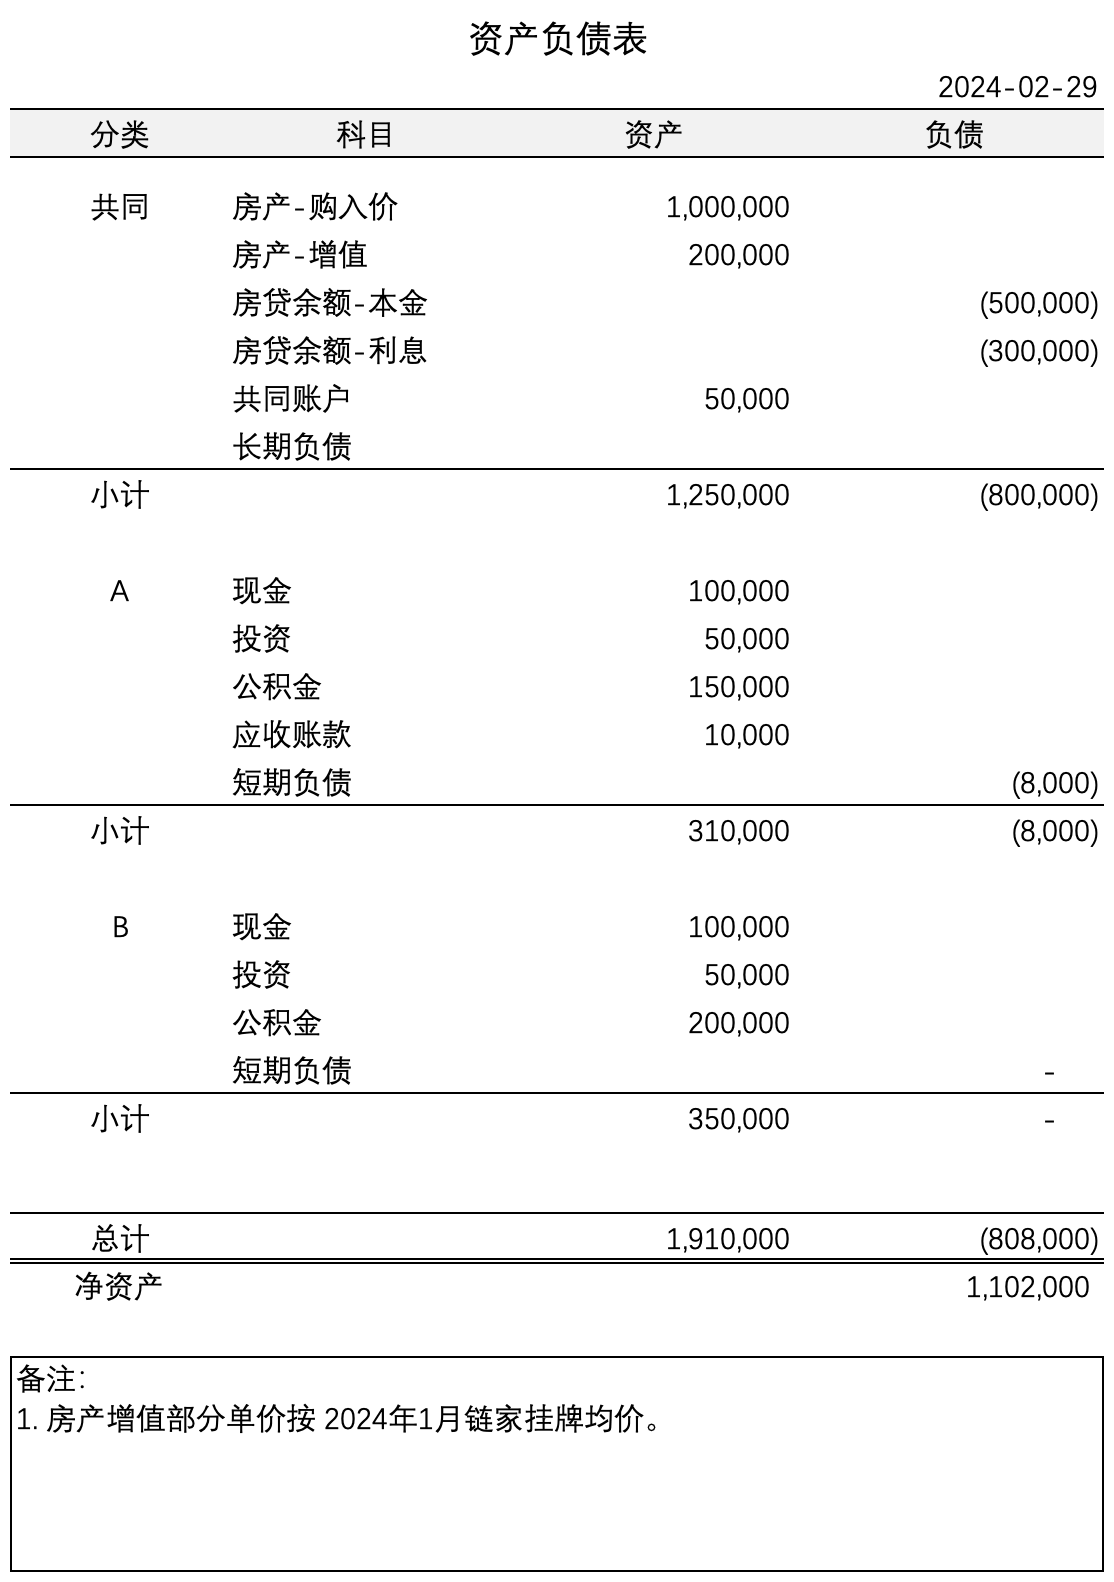 资产负债表
2024-02-29
分类 科目 资产 负债
共同 房产-购入价 1,000,000
房产-增值 200,000
房贷余额-本金 (500,000)
房贷余额-利息 (300,000)
共同账户 50,000
长期负债
小计 1,250,000 (800,000)
A 现金 100,000
投资 50,000
公积金 150,000
应收账款 10,000
短期负债 (8,000)
小计 310,000 (8,000)
B 现金 100,000
投资 50,000
公积金 200,000
短期负债 -
小计 350,000 -
总计 1,910,000 (808,000)
净资产 1,102,000
备注：
1. 房产增值部分单价按 2024年1月链家挂牌均价。